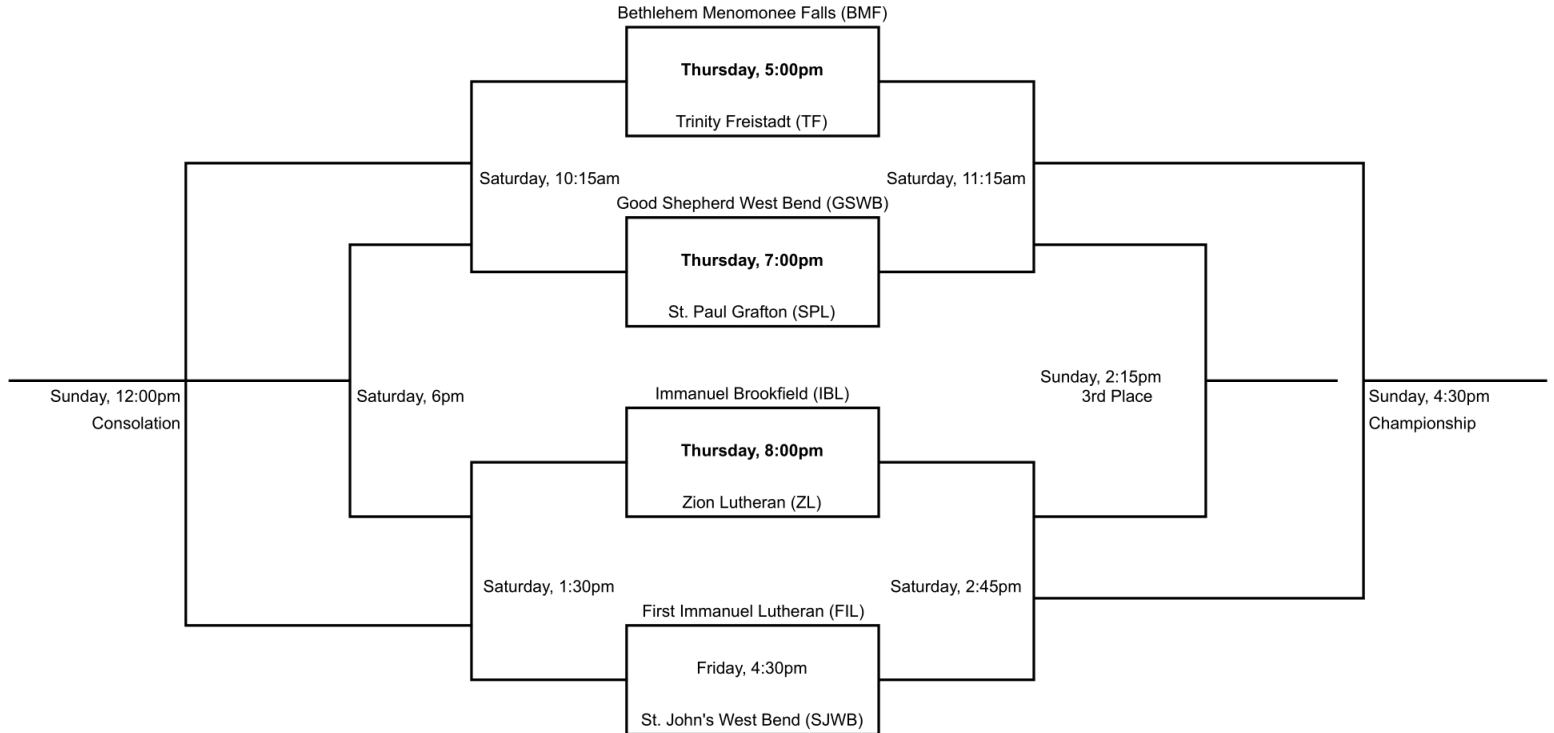 Bethlehem Menomonee Falls (BMF)
Thursday, 5:00pm
Trinity Freistadt (TF)
Saturday, 10:15am
Saturday, 11:15am
Good Shepherd West Bend (GSWB)
Thursday, 7:00pm
St. Paul Grafton (SPL)
Sunday, 12:00pm
Consolation
Saturday, 6pm
Immanuel Brookfield (IBL)
Sunday, 2:15pm
3rd Place
Sunday, 4:30pm
Championship
Thursday, 8:00pm
Zion Lutheran (ZL)
Saturday, 1:30pm
Saturday, 2:45pm
First Immanuel Lutheran (FIL)
Friday, 4:30pm
St. John's West Bend (SJWB)